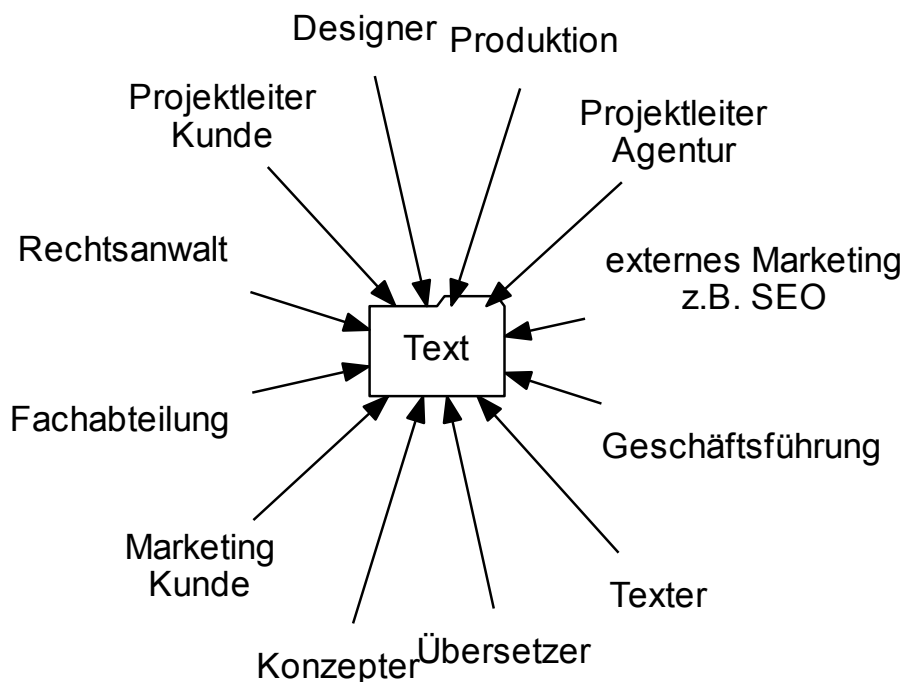 Designer
Produktion
Projektleiter
Kunde
Projektleiter
Agentur
Rechtsanwalt
externes Marketing
z.B. SEO
Text
Fachabteilung
Geschäftsführung
Marketing
Kunde
Texter
Konzepter
Übersetzer